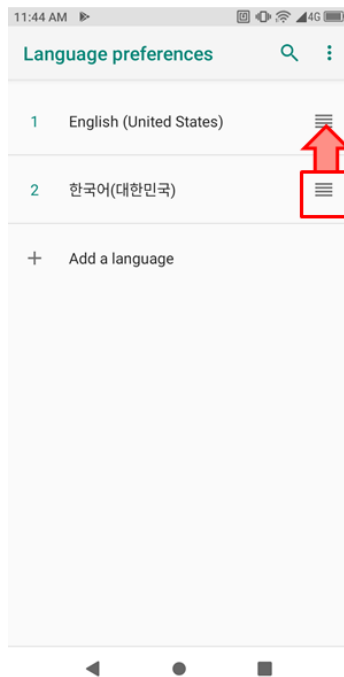 11:44 AM 4G
Language preferences
1 English (United States)
2 한국어(대한민국)
+ Add a language